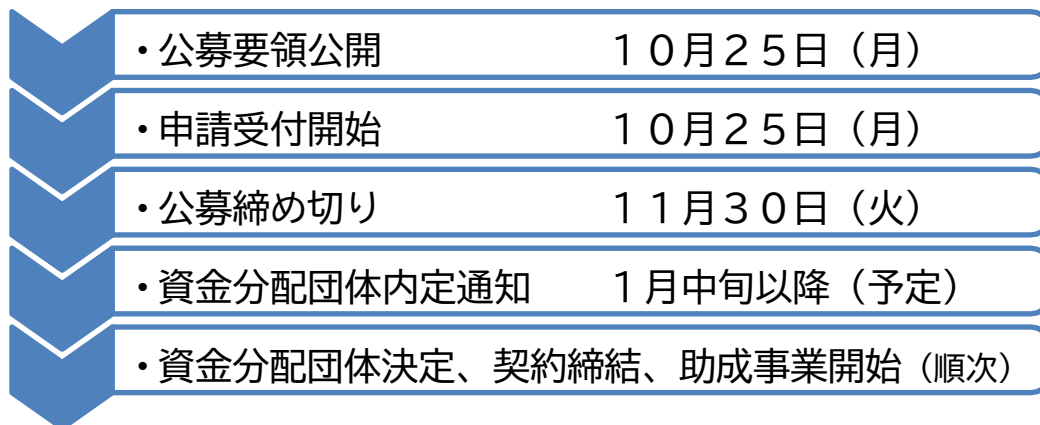 ・公募要領公開　　　　　１０月２５日（月）
・申請受付開始　　　　　１０月２５日（月）
・公募締め切り　　　　　１１月３０日（火）
・資金分配団体内定通知　　１月中旬以降（予定）
・資金分配団体決定、契約締結、助成事業開始（順次）